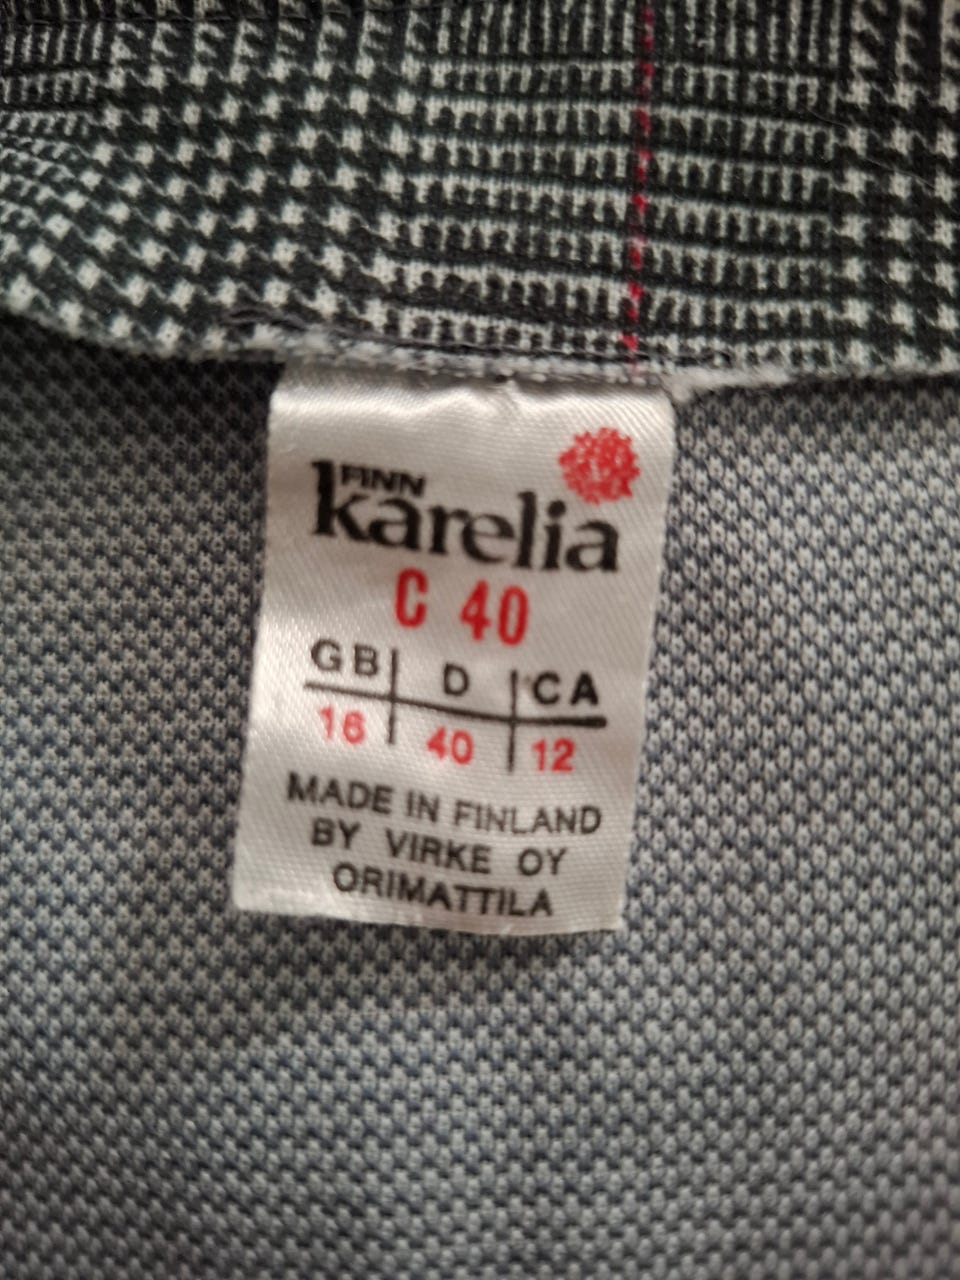 FINN
karelia
C 40
GB D CA
16 40 12
MADE IN FINLAND
BY VIRKE OY
ORIMATTILA